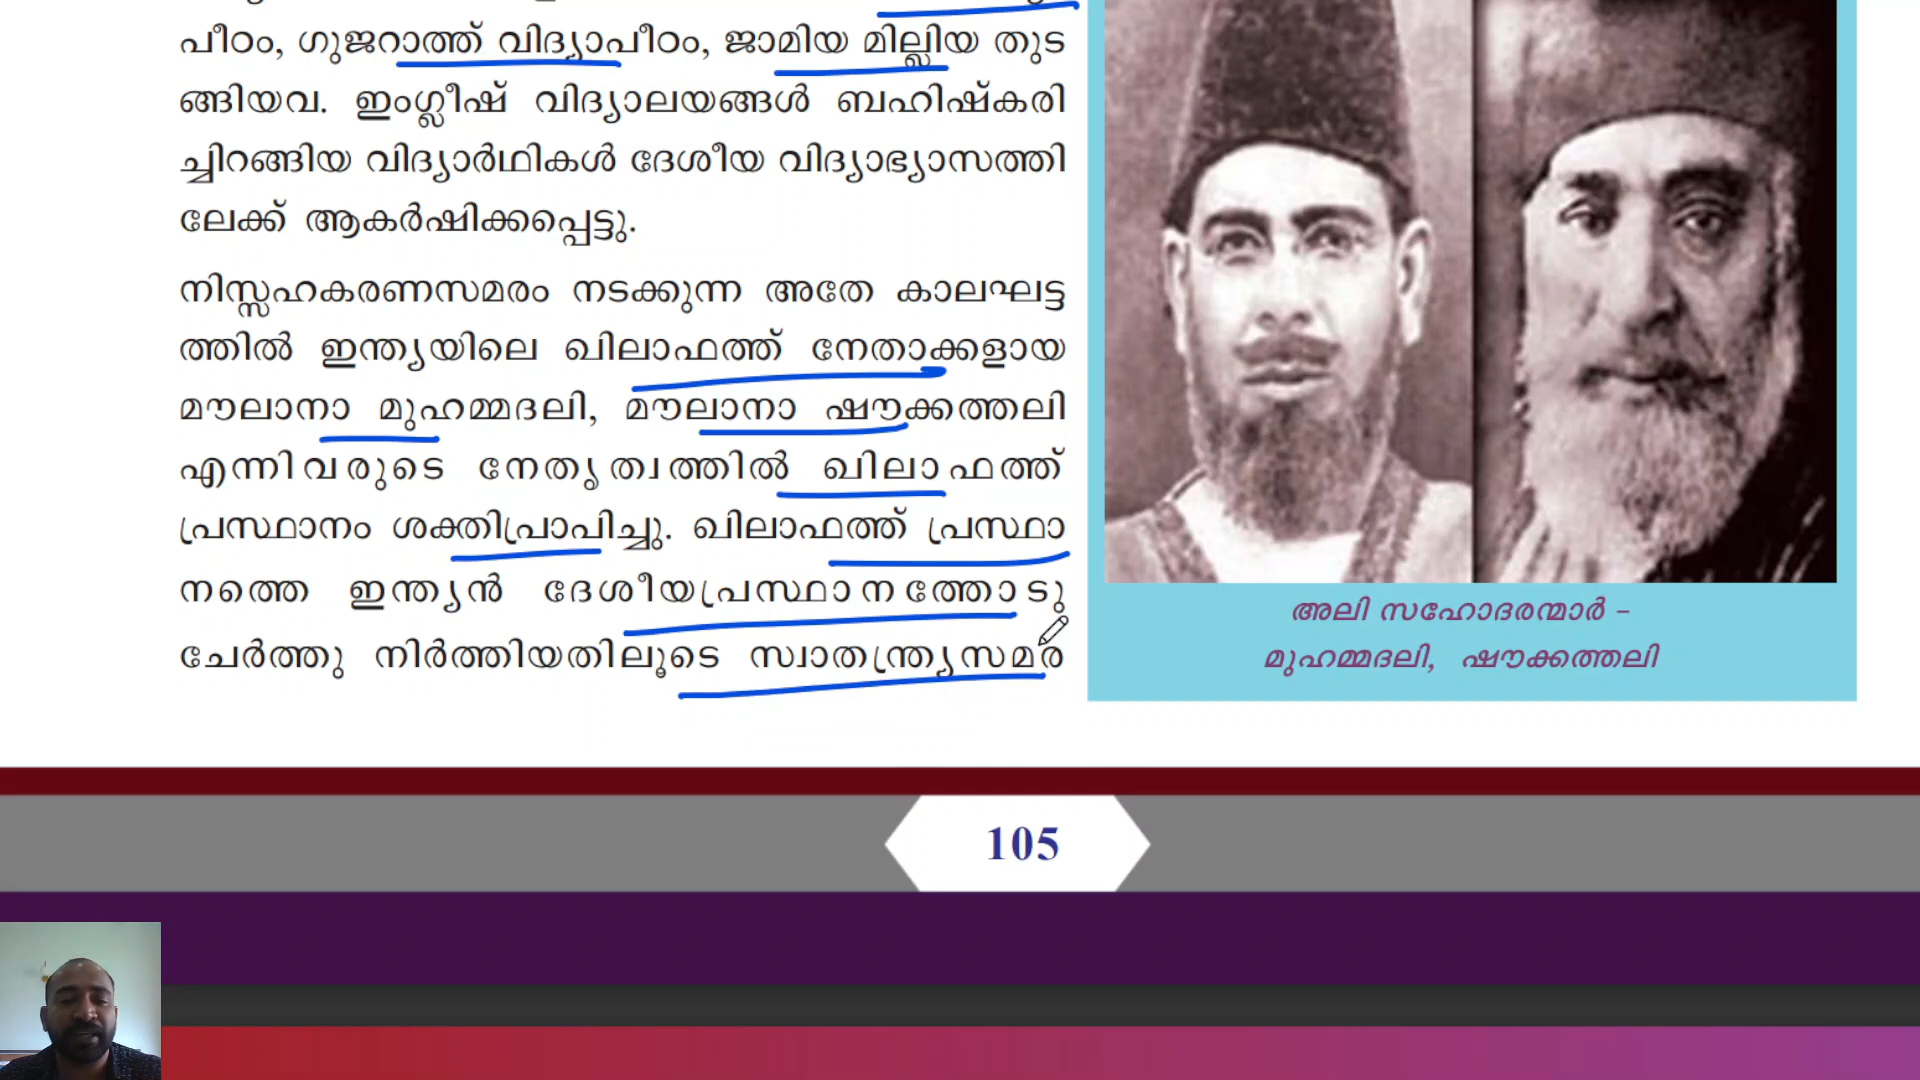 പീഠം, ഗുജറാത്ത് വിദ്യാപീഠം, ജാമിയ മില്ലിയ തുട
ങ്ങിയവ. ഇംഗ്ലീഷ് വിദ്യാലയങ്ങൾ ബഹിഷ്കരി
ച്ചിറങ്ങിയ വിദ്യാർഥികൾ ദേശീയ വിദ്യാഭ്യാസത്തി
ലേക്ക് ആകർഷിക്കപ്പെട്ടു.
നിസ്സഹകരണസമരം നടക്കുന്ന അതേ കാലഘട്ട
ത്തിൽ ഇന്ത്യയിലെ ഖിലാഫത്ത് നേതാക്കളായ
മൗലാനാ മുഹമ്മദലി, മൗലാനാ ഷൗക്കത്തലി
എന്നിവരുടെ നേതൃത്വത്തിൽ ഖിലാഫത്ത്
പ്രസ്ഥാനം ശക്തിപ്രാപിച്ചു. ഖിലാഫത്ത് പ്രസ്ഥാ
നത്തെ ഇന്ത്യൻ ദേശീയപ്രസ്ഥാനത്തോടു
ചേർത്തു നിർത്തിയതിലൂടെ സ്വാതന്ത്ര്യസമര
അലി സഹോദരന്മാർ –
മുഹമ്മദലി, ഷൗക്കത്തലി
105